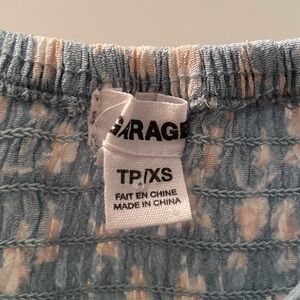 GARAGE
TP/XS
FAIT EN CHINE
MADE IN CHINA